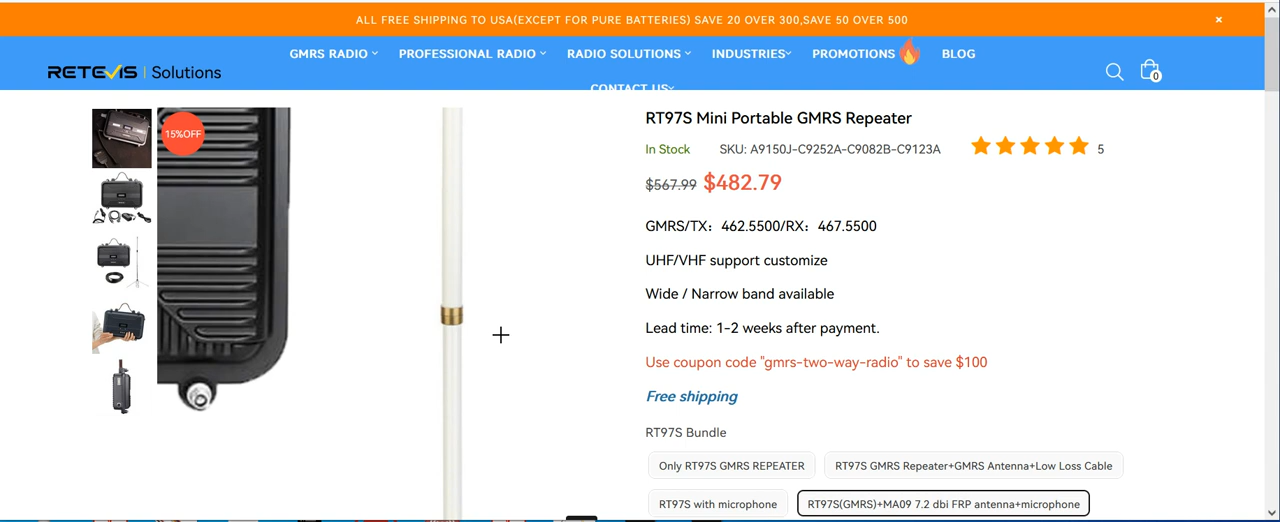 ALL FREE SHIPPING TO USA(EXCEPT FOR PURE BATTERIES) SAVE 20 OVER 300,SAVE 50 OVER 500
×
GMRS RADIO
PROFESSIONAL RADIO
RADIO SOLUTIONS
INDUSTRIES
PROMOTIONS
BLOG
RETEVIS | Solutions
CONTACT US
0
15%OFF
RT97S Mini Portable GMRS Repeater
In Stock
SKU: A9150J-C9252A-C9082B-C9123A
5
$567.99 $482.79
GMRS/TX: 462.5500/RX: 467.5500
UHF/VHF support customize
Wide / Narrow band available
Lead time: 1-2 weeks after payment.
Use coupon code "gmrs-two-way-radio" to save $100
Free shipping
RT97S Bundle
Only RT97S GMRS REPEATER
RT97S GMRS Repeater+GMRS Antenna+Low Loss Cable
RT97S with microphone
RT97S(GMRS)+MA09 7.2 dbi FRP antenna+microphone